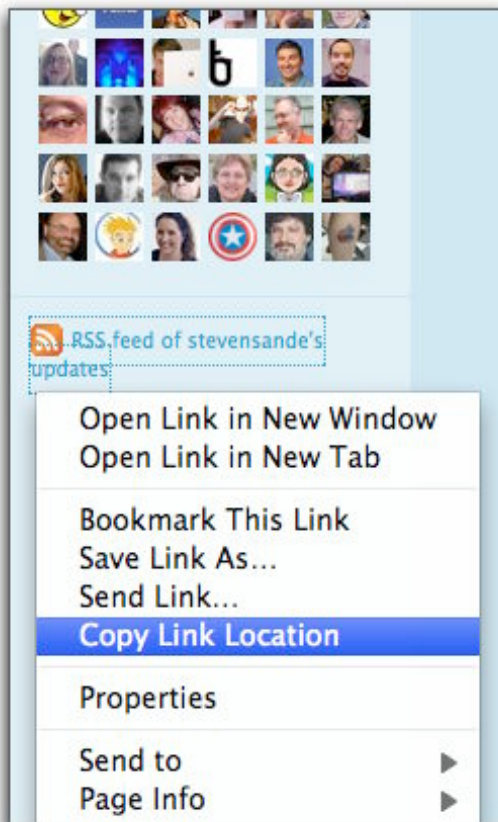 RSS feed of stevensande's
updates
Open Link in New Window
Open Link in New Tab
Bookmark This Link
Save Link As...
Send Link...
Copy Link Location
Properties
Send to
Page Info